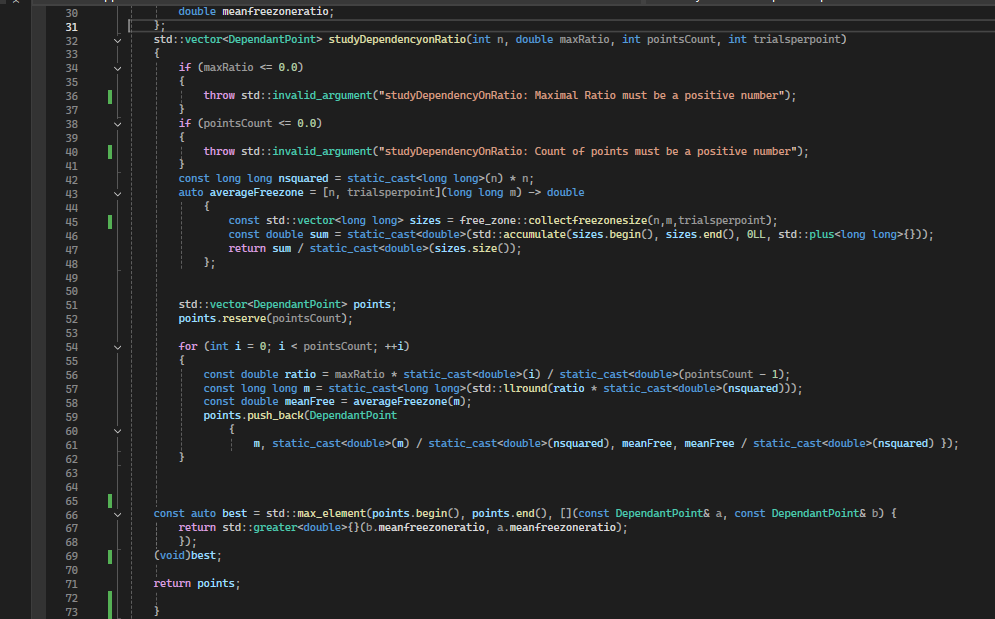 30 double meanfreezoneratio;
31 };
32 std::vector<DependantPoint> studyDependencyonRatio(int n, double maxRatio, int pointsCount, int trialsperpoint)
33 {
34 if (maxRatio <= 0.0)
35 {
36 throw std::invalid_argument("studyDependencyOnRatio: Maximal Ratio must be a positive number");
37 }
38 if (pointsCount <= 0.0)
39 {
40 throw std::invalid_argument("studyDependencyOnRatio: Count of points must be a positive number");
41 }
42 const long long nsquared = static_cast<long long>(n) * n;
43 auto averageFreezone = [n, trialsperpoint](long long m) -> double
44 {
45 const std::vector<long long> sizes = free_zone::collectfreezonesize(n,m,trialsperpoint);
46 const double sum = static_cast<double>(std::accumulate(sizes.begin(), sizes.end(), 0LL, std::plus<long long>{}));
47 return sum / static_cast<double>(sizes.size());
48 };
49
50
51 std::vector<DependantPoint> points;
52 points.reserve(pointsCount);
53
54 for (int i = 0; i < pointsCount; ++i)
55 {
56 const double ratio = maxRatio * static_cast<double>(i) / static_cast<double>(pointsCount - 1);
57 const long long m = static_cast<long long>(std::llround(ratio * static_cast<double>(nsquared)));
58 const double meanFree = averageFreezone(m);
59 points.push_back(DependantPoint
60 {
61 m, static_cast<double>(m) / static_cast<double>(nsquared), meanFree, meanFree / static_cast<double>(nsquared) });
62 }
63
64
65
66 const auto best = std::max_element(points.begin(), points.end(), [](const DependantPoint& a, const DependantPoint& b) {
67 return std::greater<double>{}(b.meanfreezoneratio, a.meanfreezoneratio);
68 });
69 (void)best;
70
71 return points;
72
73 }